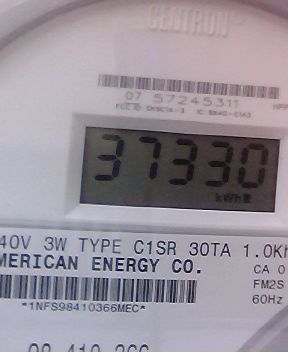 CENTRON®
07 57245311
37330
kWh
40V 3W TYPE C1SR 30TA 1.0Kh
MERICAN ENERGY CO.
CA 0
FM2S
60Hz
*1NFS98410366MEC*